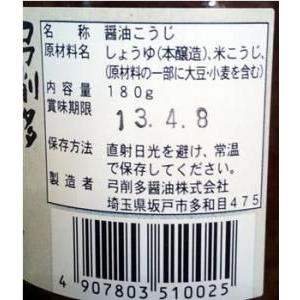 弓削多
名称 醤油こうじ
原材料名 しょうゆ(本醸造)、米こうじ、
(原材料の一部に大豆・小麦を含む)
内容量 180g
賞味期限 13.4.8
保存方法 直射日光を避け、常温
で保存してください。
製造者 弓削多醤油株式会社
埼玉県坂戸市多和目475
4 907803 510025